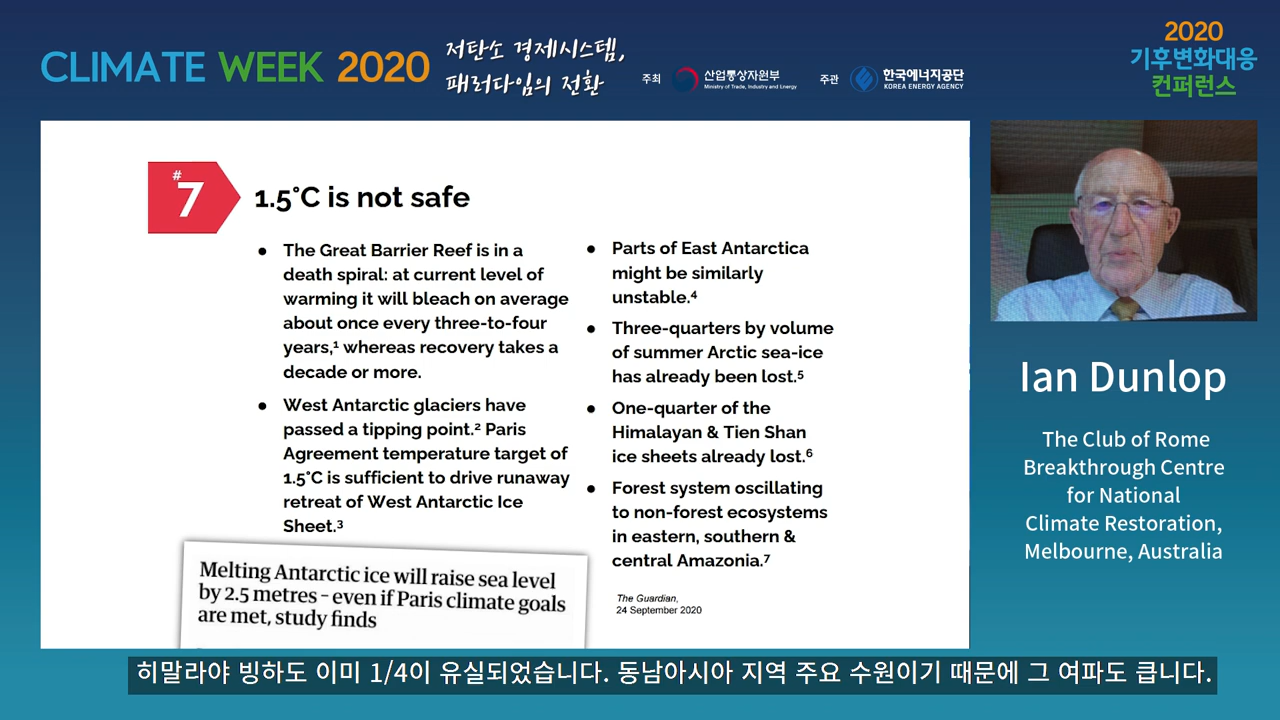 CLIMATE WEEK 2020
저탄소 경제시스템,
패러다임의 전환
주최
산업통상자원부
Ministry of Trade, Industry and Energy
주관
한국에너지공단
KOREA ENERGY AGENCY
2020
기후변화대응
컨퍼런스
#7
1.5°C is not safe
● The Great Barrier Reef is in a
death spiral: at current level of
warming it will bleach on average
about once every three-to-four
years,¹ whereas recovery takes a
decade or more.
● West Antarctic glaciers have
passed a tipping point.² Paris
Agreement temperature target of
1.5°C is sufficient to drive runaway
retreat of West Antarctic Ice
Sheet.³
● Parts of East Antarctica
might be similarly
unstable.⁴
● Three-quarters by volume
of summer Arctic sea-ice
has already been lost.⁵
● One-quarter of the
Himalayan & Tien Shan
ice sheets already lost.⁶
● Forest system oscillating
to non-forest ecosystems
in eastern, southern &
central Amazonia.⁷
Melting Antarctic ice will raise sea level
by 2.5 metres – even if Paris climate goals
are met, study finds
The Guardian,
24 September 2020
Ian Dunlop
The Club of Rome
Breakthrough Centre
for National
Climate Restoration,
Melbourne, Australia
히말라야 빙하도 이미 1/4이 유실되었습니다. 동남아시아 지역 주요 수원이기 때문에 그 여파도 큽니다.